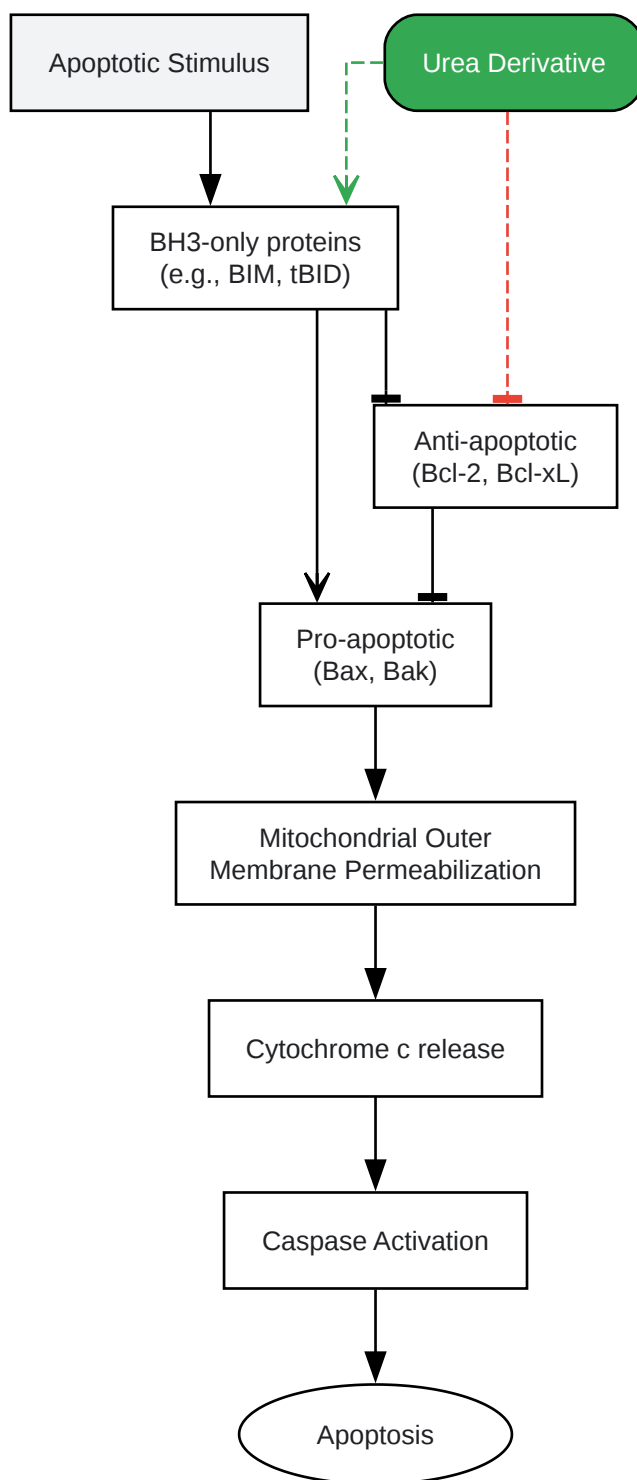 Apoptotic Stimulus
Urea Derivative
BH3-only proteins
(e.g., BIM, tBID)
Anti-apoptotic
(Bcl-2, Bcl-xL)
Pro-apoptotic
(Bax, Bak)
Mitochondrial Outer
Membrane Permeabilization
Cytochrome c release
Caspase Activation
Apoptosis